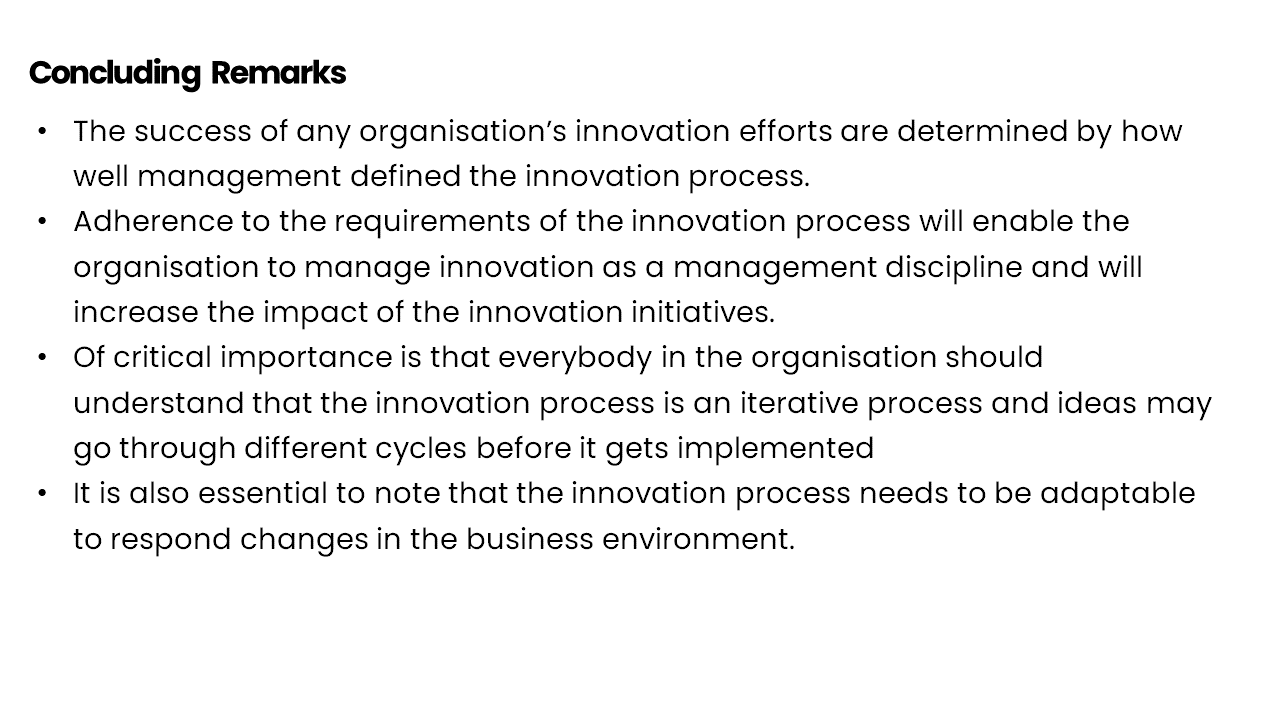 Concluding Remarks
• The success of any organisation’s innovation efforts are determined by how
well management defined the innovation process.
• Adherence to the requirements of the innovation process will enable the
organisation to manage innovation as a management discipline and will
increase the impact of the innovation initiatives.
• Of critical importance is that everybody in the organisation should
understand that the innovation process is an iterative process and ideas may
go through different cycles before it gets implemented
• It is also essential to note that the innovation process needs to be adaptable
to respond changes in the business environment.